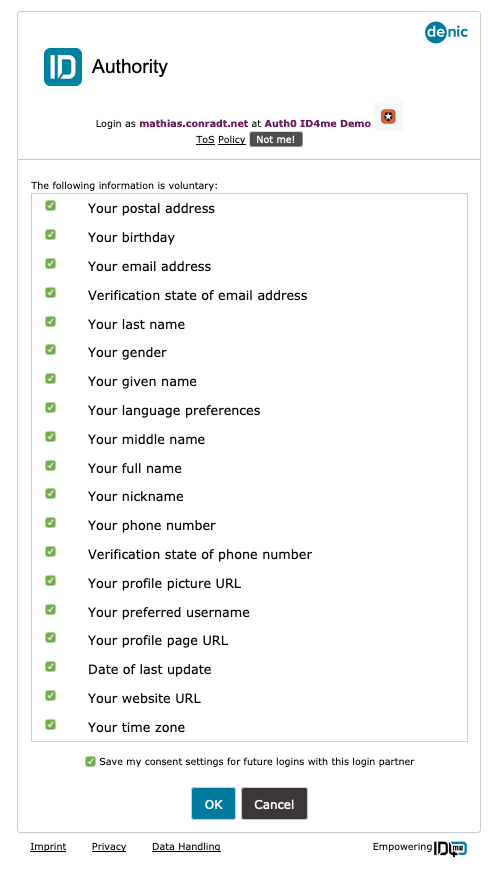 denic
ID Authority
Login as mathias.conradt.net at Auth0 ID4me Demo
ToS Policy Not me!
The following information is voluntary:
Your postal address
Your birthday
Your email address
Verification state of email address
Your last name
Your gender
Your given name
Your language preferences
Your middle name
Your full name
Your nickname
Your phone number
Verification state of phone number
Your profile picture URL
Your preferred username
Your profile page URL
Date of last update
Your website URL
Your time zone
Save my consent settings for future logins with this login partner
OK Cancel
Imprint Privacy Data Handling Empowering ID4me